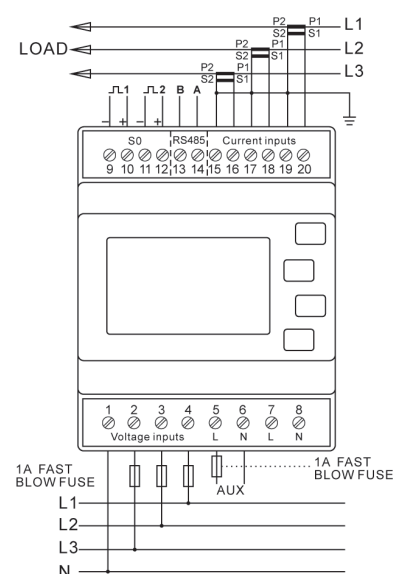 P2 P1 L1
S2 S1
LOAD P2 P1 L2
S2 S1
P2 P1 L3
S2 S1
1 2 B A
– + – +
S0 RS485 Current inputs
9 10 11 12 13 14 15 16 17 18 19 20
1 2 3 4 5 6 7 8
Voltage inputs L N L N
1A FAST
BLOW FUSE
1A FAST
BLOW FUSE
AUX
L1
L2
L3
N